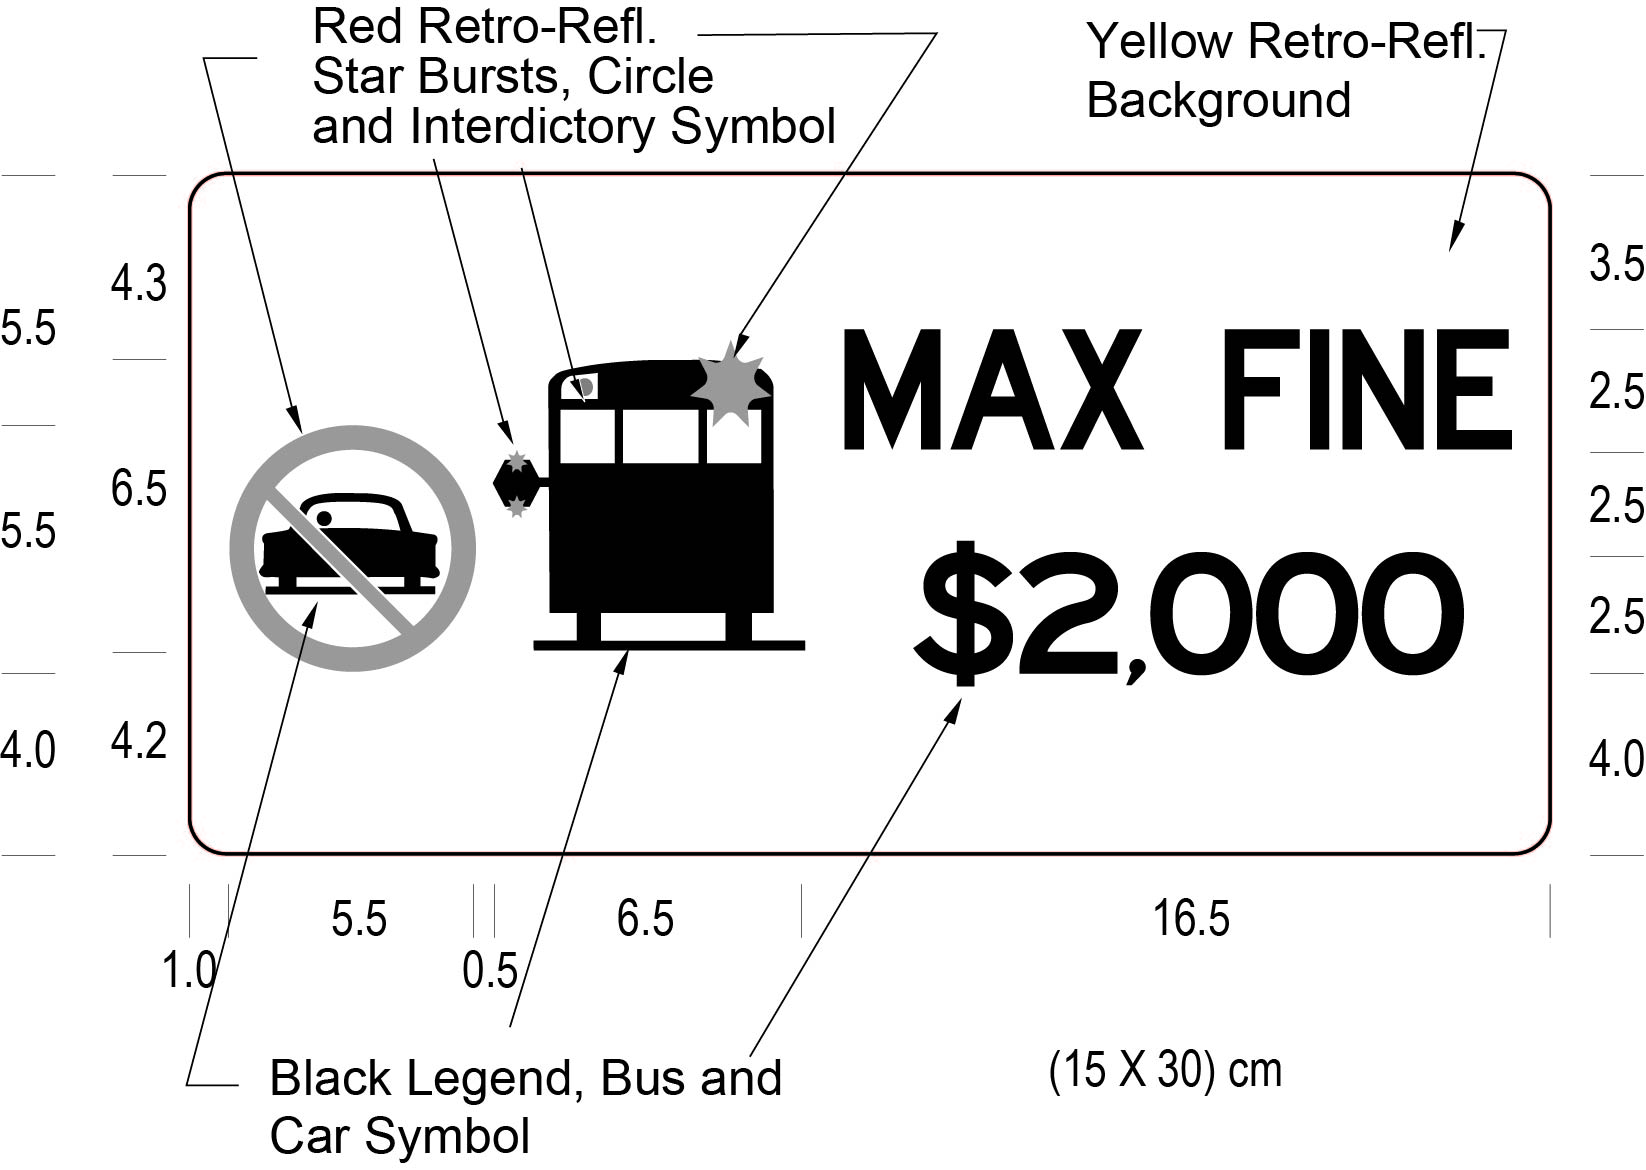 Red Retro-Refl.
Star Bursts, Circle
and Interdictory Symbol
Yellow Retro-Refl.
Background
5.5
5.5
4.0
4.3
6.5
4.2
MAX FINE
$2,000
3.5
2.5
2.5
2.5
4.0
1.0
5.5
0.5
6.5
16.5
Black Legend, Bus and
Car Symbol
(15 X 30) cm